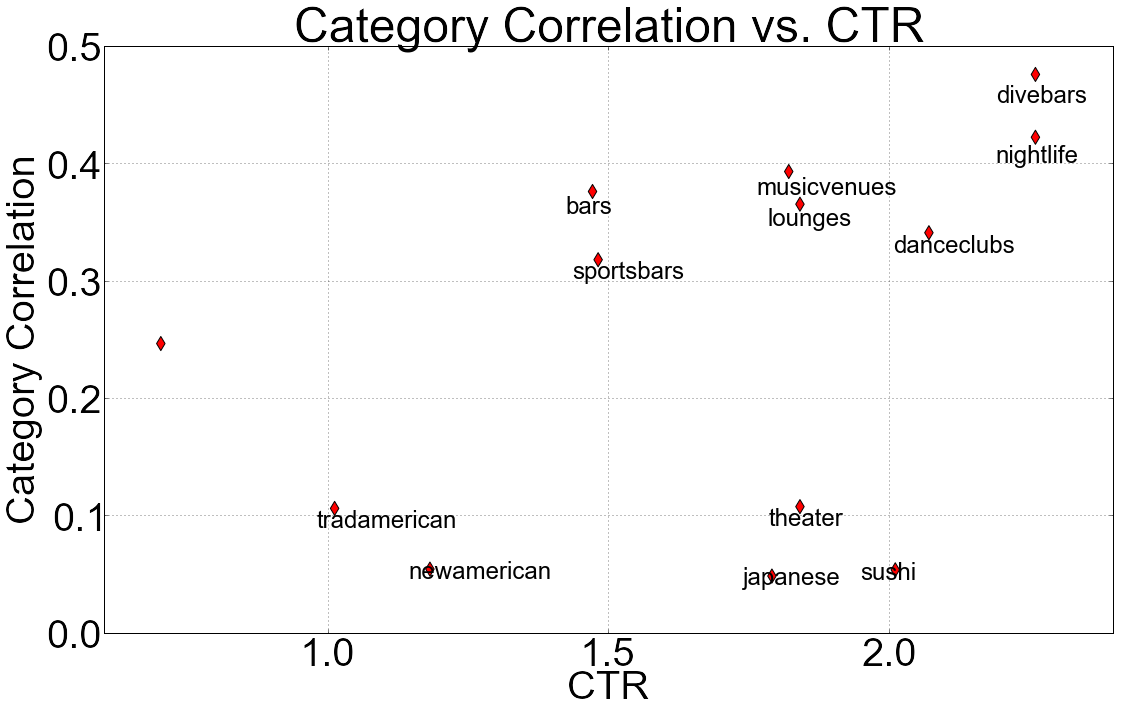 Category Correlation vs. CTR
Category Correlation
0.5
0.4
0.3
0.2
0.1
0.0
divebars
nightlife
musicvenues
bars
lounges
danceclubs
sportsbars
tradamerican
theater
newamerican
japanese
sushi
1.0
1.5
2.0
CTR